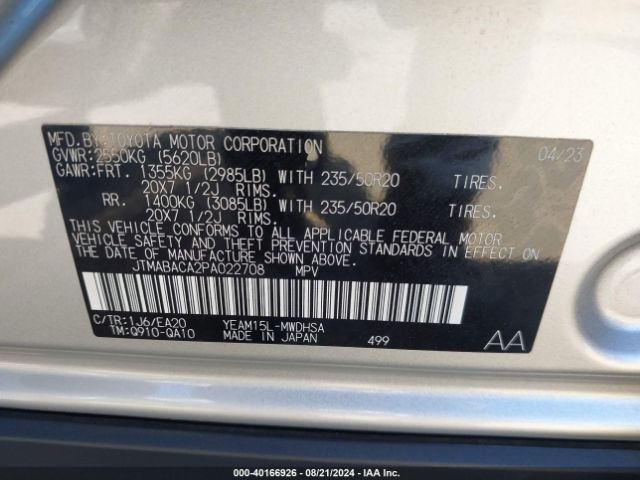 MFD.BY:TOYOTA MOTOR CORPORATION 04/23
GVWR:2550KG (5620LB)
GAWR:FRT. 1355KG (2985LB) WITH 235/50R20 TIRES.
20X7 1/2J RIMS.
RR. 1400KG (3085LB) WITH 235/50R20 TIRES.
20X7 1/2J RIMS.
THIS VEHICLE CONFORMS TO ALL APPLICABLE FEDERAL MOTOR
VEHICLE SAFETY AND THEFT PREVENTION STANDARDS IN EFFECT ON
THE DATE OF MANUFACTURE SHOWN ABOVE.
JTMABACA2PA022708 MPV
C/TR:1J6/EA20 YEAM15L-MWDHSA
TM:Q910-QA10 MADE IN JAPAN 499 AA
000-40166926 - 08/21/2024 - IAA Inc.